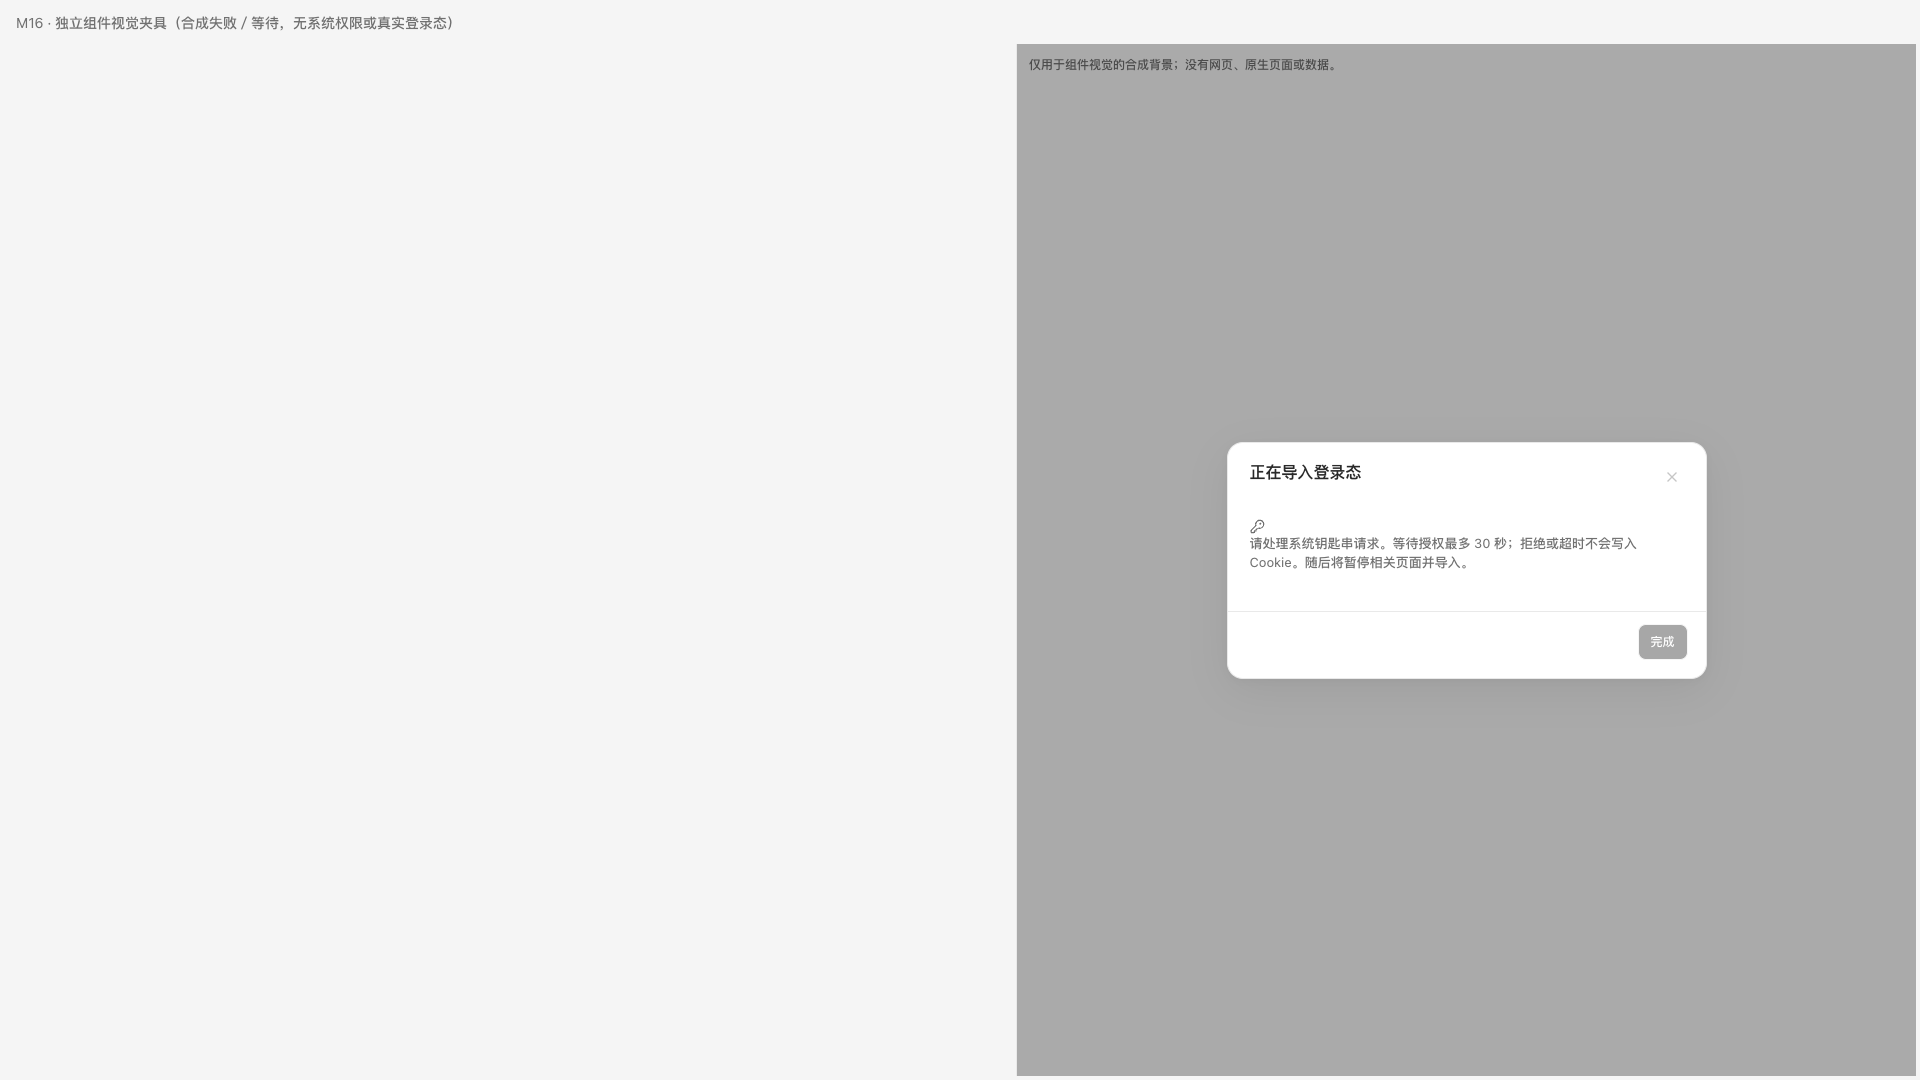 M16 · 独立组件视觉夹具（合成失败 / 等待，无系统权限或真实登录态）
仅用于组件视觉的合成背景；没有网页、原生页面或数据。
正在导入登录态
请处理系统钥匙串请求。等待授权最多 30 秒；拒绝或超时不会写入
Cookie。随后将暂停相关页面并导入。
完成